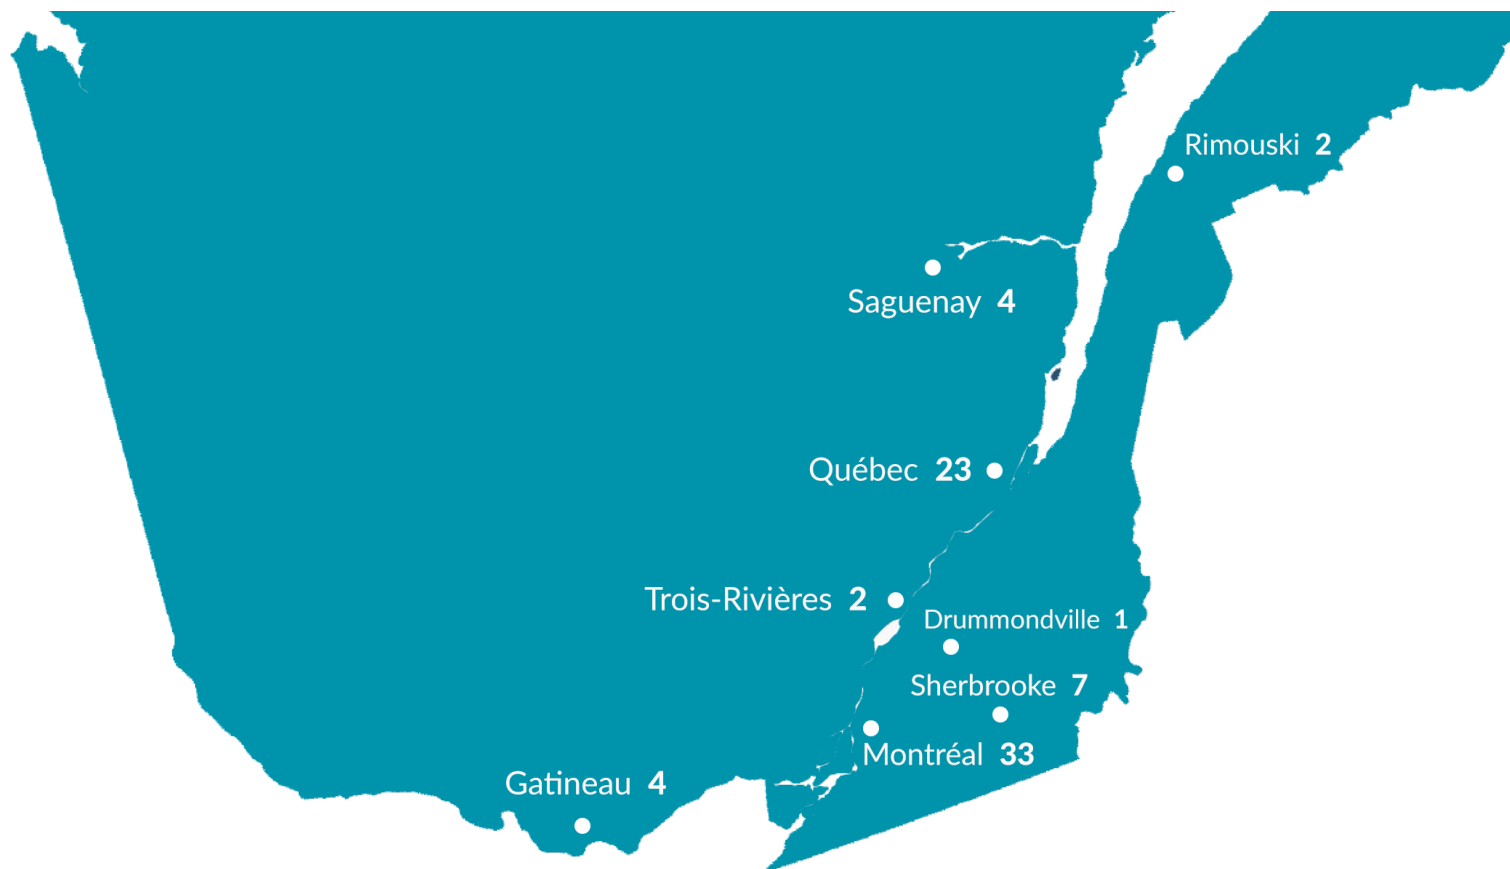 Rimouski 2
Saguenay 4
Québec 23
Trois-Rivières 2
Drummondville 1
Sherbrooke 7
Montréal 33
Gatineau 4